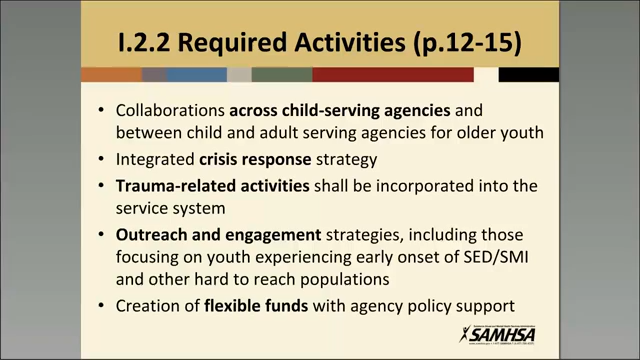 I.2.2 Required Activities (p.12-15)
• Collaborations across child-serving agencies and
between child and adult serving agencies for older youth
• Integrated crisis response strategy
• Trauma-related activities shall be incorporated into the
service system
• Outreach and engagement strategies, including those
focusing on youth experiencing early onset of SED/SMI
and other hard to reach populations
• Creation of flexible funds with agency policy support
SAMHSA